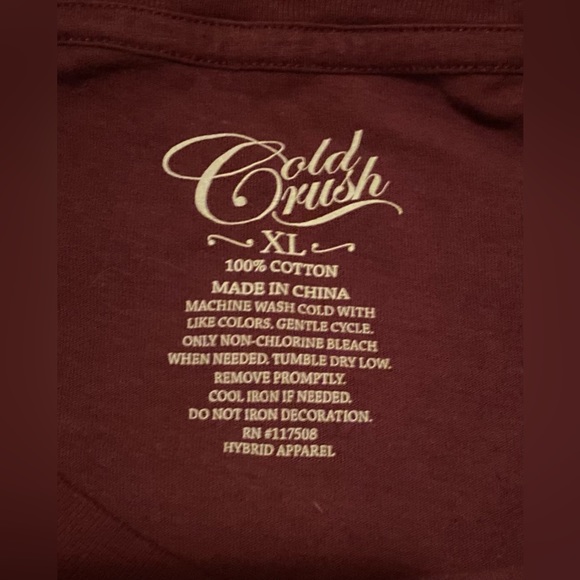 Cold
Crush
XL
100% COTTON
MADE IN CHINA
MACHINE WASH COLD WITH
LIKE COLORS. GENTLE CYCLE.
ONLY NON-CHLORINE BLEACH
WHEN NEEDED. TUMBLE DRY LOW.
REMOVE PROMPTLY.
COOL IRON IF NEEDED.
DO NOT IRON DECORATION.
RN #117508
HYBRID APPAREL